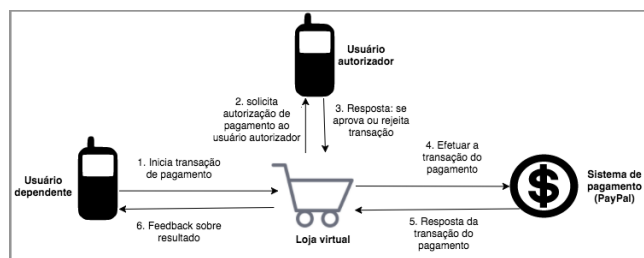 Usuário
autorizador
2. solicita
autorização de
pagamento ao
usuário autorizador
3. Resposta: se
aprova ou rejeita
transação
1. Inicia transação
de pagamento
4. Efetuar a
transação do
pagamento
Usuário
dependente
Sistema de
pagamento
(PayPal)
6. Feedback sobre
resultado
Loja virtual
5. Resposta da
transação do
pagamento